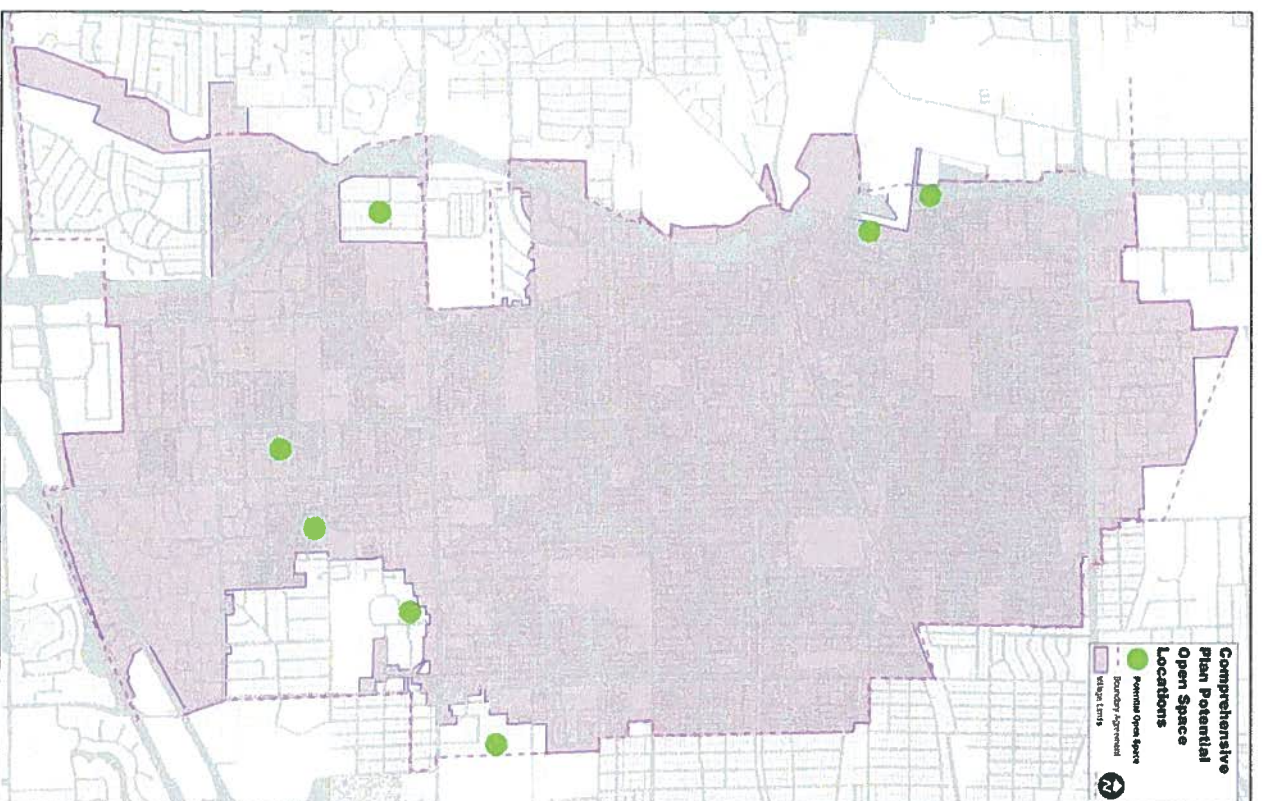 Comprehensive
Plan Potential
Open Space
Locations
Potential Open Space
Boundary Agreement
Village Limits
N